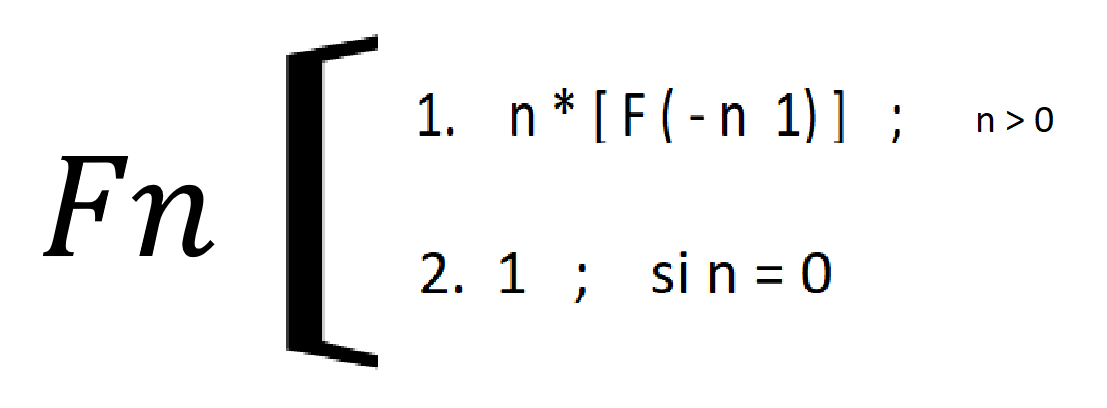 1. n * [ F ( - n 1) ] ; n > 0
Fn
2. 1 ; si n = 0